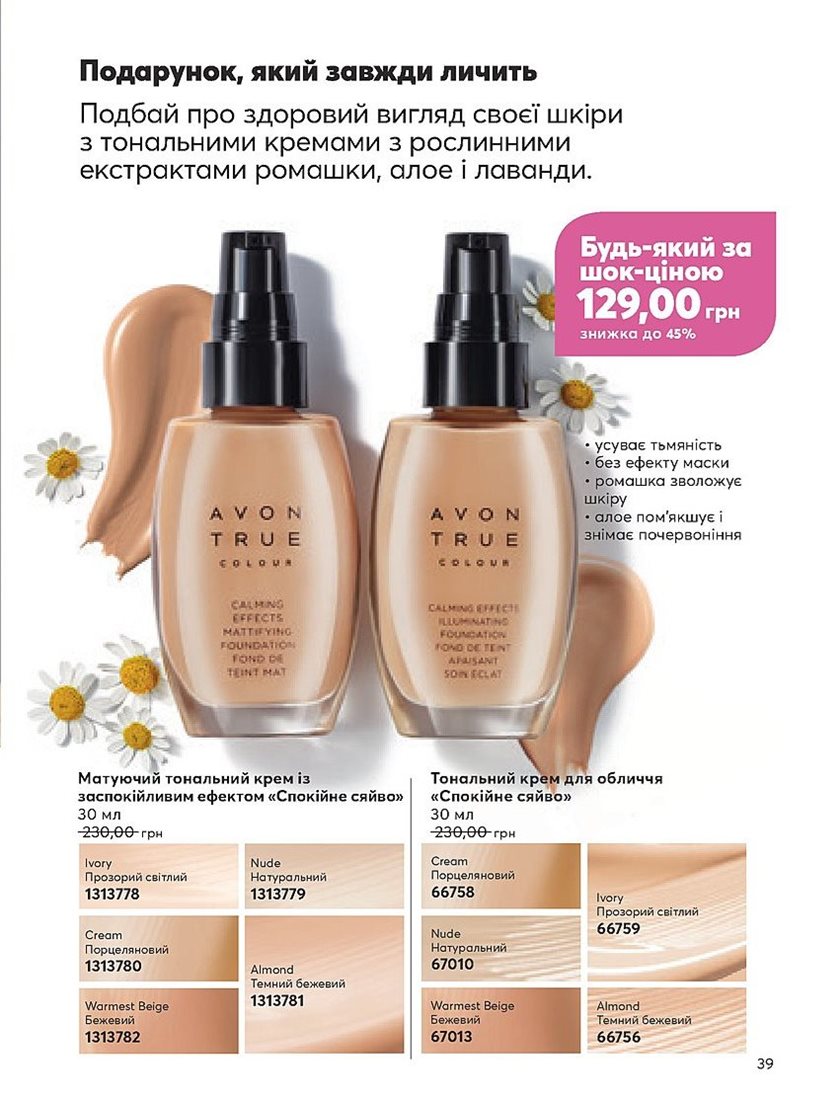 Подарунок, який завжди личить
Подбай про здоровий вигляд своєї шкіри
з тональними кремами з рослинними
екстрактами ромашки, алое і лаванди.
Будь-який за
шок-ціною
129,00 грн
знижка до 45%
• усуває тьмяність
• без ефекту маски
• ромашка зволожує
шкіру
• алое пом’якшує і
знімає почервоніння
AVON
TRUE
COLOUR
CALMING
EFFECTS
MATTIFYING
FOUNDATION
FOND DE
TEINT MAT
AVON
TRUE
COLOUR
CALMING EFFECTS
ILLUMINATING
FOUNDATION
FOND DE TEINT
APAISANT
SOIN ÉCLAT
Матуючий тональний крем із
заспокійливим ефектом «Спокійне сяйво»
30 мл
230,00 грн
Ivory
Прозорий світлий
1313778
Nude
Натуральний
1313779
Cream
Порцеляновий
1313780
Almond
Темний бежевий
1313781
Warmest Beige
Бежевий
1313782
Тональний крем для обличчя
«Спокійне сяйво»
30 мл
230,00 грн
Cream
Порцеляновий
66758
Ivory
Прозорий світлий
66759
Nude
Натуральний
67010
Warmest Beige
Бежевий
67013
Almond
Темний бежевий
66756
39